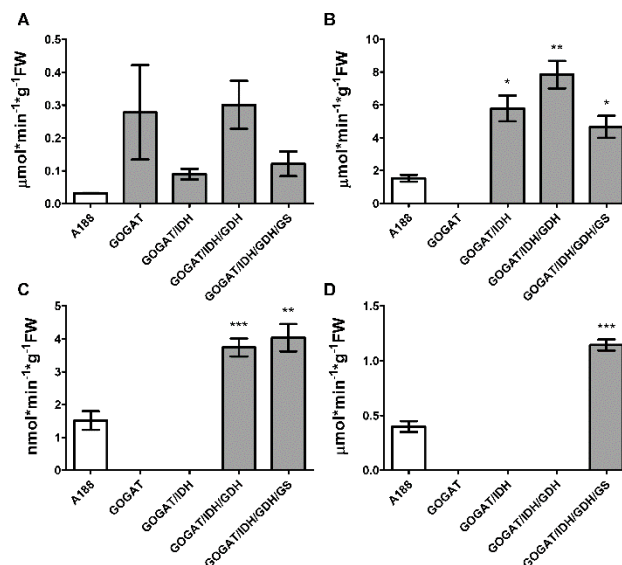 A
μmol*min⁻¹*g⁻¹FW
0.5
0.4
0.3
0.2
0.1
0.0
A188
GOGAT
GOGAT/IDH
GOGAT/IDH/GDH
GOGAT/IDH/GDH/GS
B
μmol*min⁻¹*g⁻¹FW
10
8
6
4
2
0
*
**
*
A188
GOGAT
GOGAT/IDH
GOGAT/IDH/GDH
GOGAT/IDH/GDH/GS
C
nmol*min⁻¹*g⁻¹FW
5
4
3
2
1
0
***
**
A188
GOGAT
GOGAT/IDH
GOGAT/IDH/GDH
GOGAT/IDH/GDH/GS
D
μmol*min⁻¹*g⁻¹FW
1.5
1.0
0.5
0.0
***
A188
GOGAT
GOGAT/IDH
GOGAT/IDH/GDH
GOGAT/IDH/GDH/GS